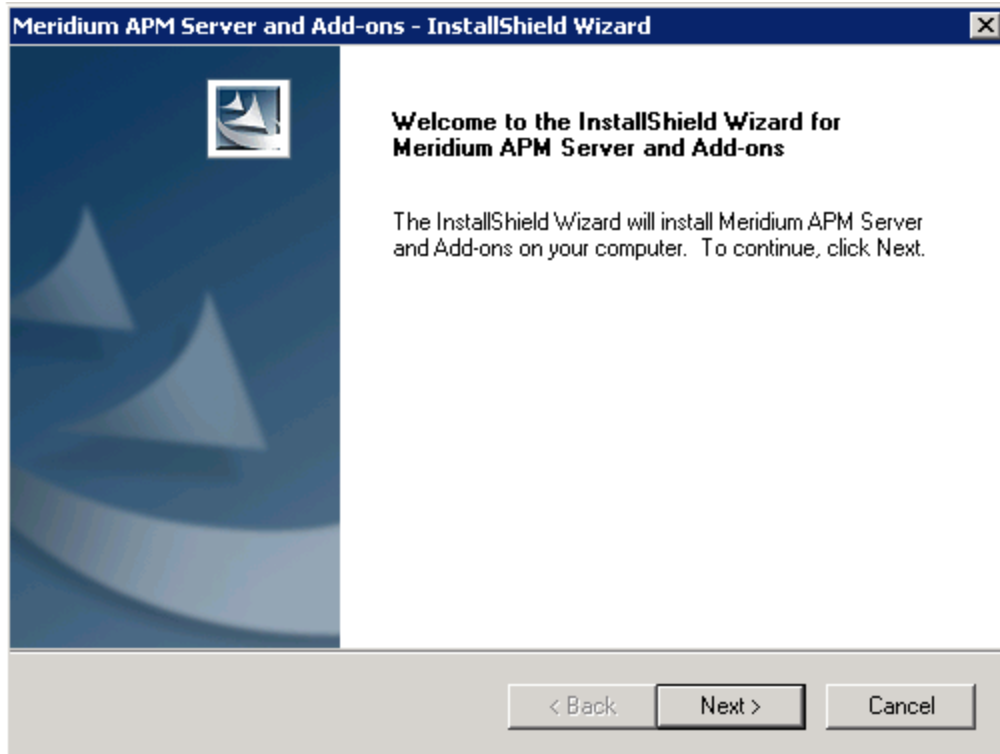 Meridium APM Server and Add-ons - InstallShield Wizard
Welcome to the InstallShield Wizard for
Meridium APM Server and Add-ons
The InstallShield Wizard will install Meridium APM Server
and Add-ons on your computer. To continue, click Next.
< Back
Next >
Cancel